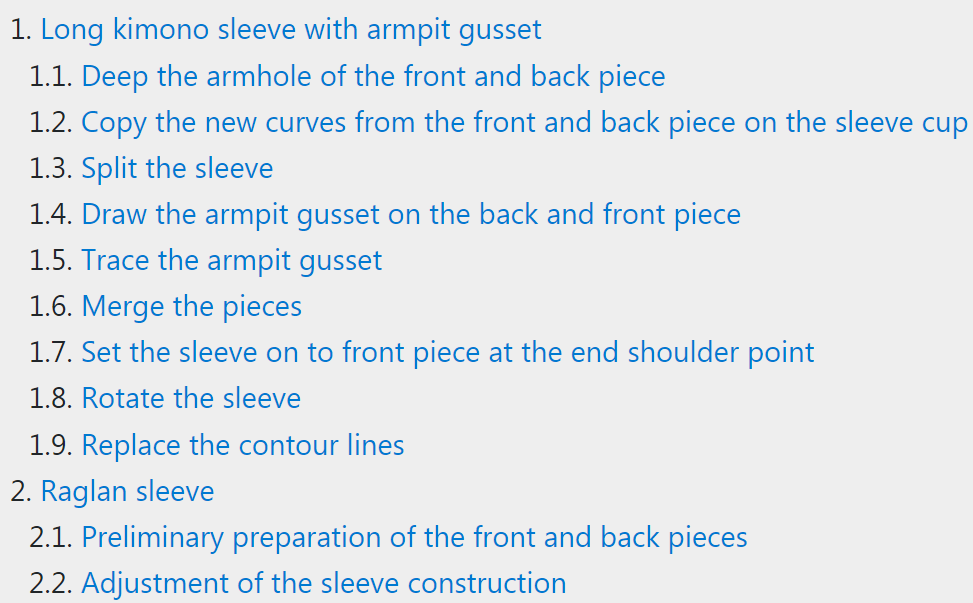 1. Long kimono sleeve with armpit gusset
1.1. Deep the armhole of the front and back piece
1.2. Copy the new curves from the front and back piece on the sleeve cup
1.3. Split the sleeve
1.4. Draw the armpit gusset on the back and front piece
1.5. Trace the armpit gusset
1.6. Merge the pieces
1.7. Set the sleeve on to front piece at the end shoulder point
1.8. Rotate the sleeve
1.9. Replace the contour lines
2. Raglan sleeve
2.1. Preliminary preparation of the front and back pieces
2.2. Adjustment of the sleeve construction